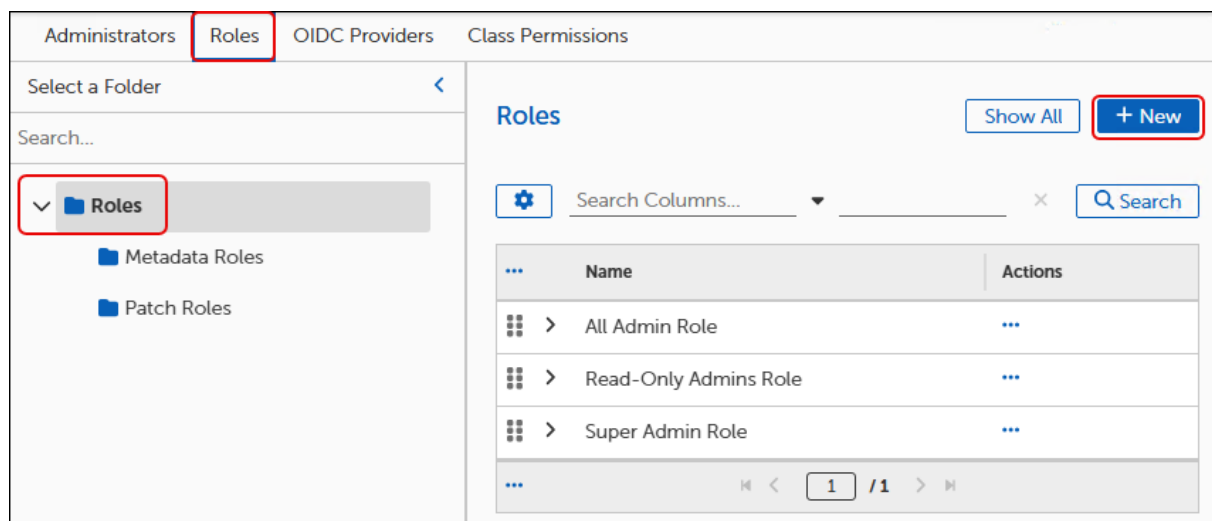 Administrators Roles OIDC Providers Class Permissions
Select a Folder
Search...
Roles
Metadata Roles
Patch Roles
Roles Show All + New
Search Columns... Search
... Name Actions
All Admin Role ...
Read-Only Admins Role ...
Super Admin Role ...
... 1 / 1